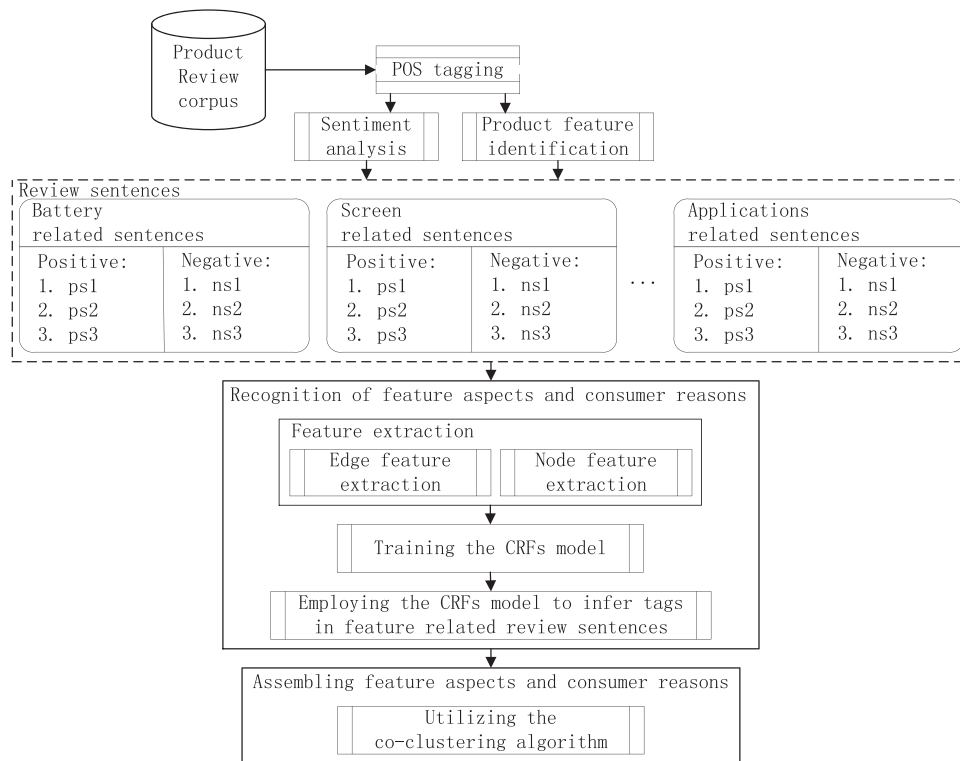 Product
Review
corpus
POS tagging
Sentiment
analysis
Product feature
identification
Review sentences
Battery
related sentences
Positive:
1. ps1
2. ps2
3. ps3
Negative:
1. ns1
2. ns2
3. ns3
Screen
related sentences
Positive:
1. ps1
2. ps2
3. ps3
Negative:
1. ns1
2. ns2
3. ns3
...
Applications
related sentences
Positive:
1. ps1
2. ps2
3. ps3
Negative:
1. ns1
2. ns2
3. ns3
Recognition of feature aspects and consumer reasons
Feature extraction
Edge feature
extraction
Node feature
extraction
Training the CRFs model
Employing the CRFs model to infer tags
in feature related review sentences
Assembling feature aspects and consumer reasons
Utilizing the
co-clustering algorithm